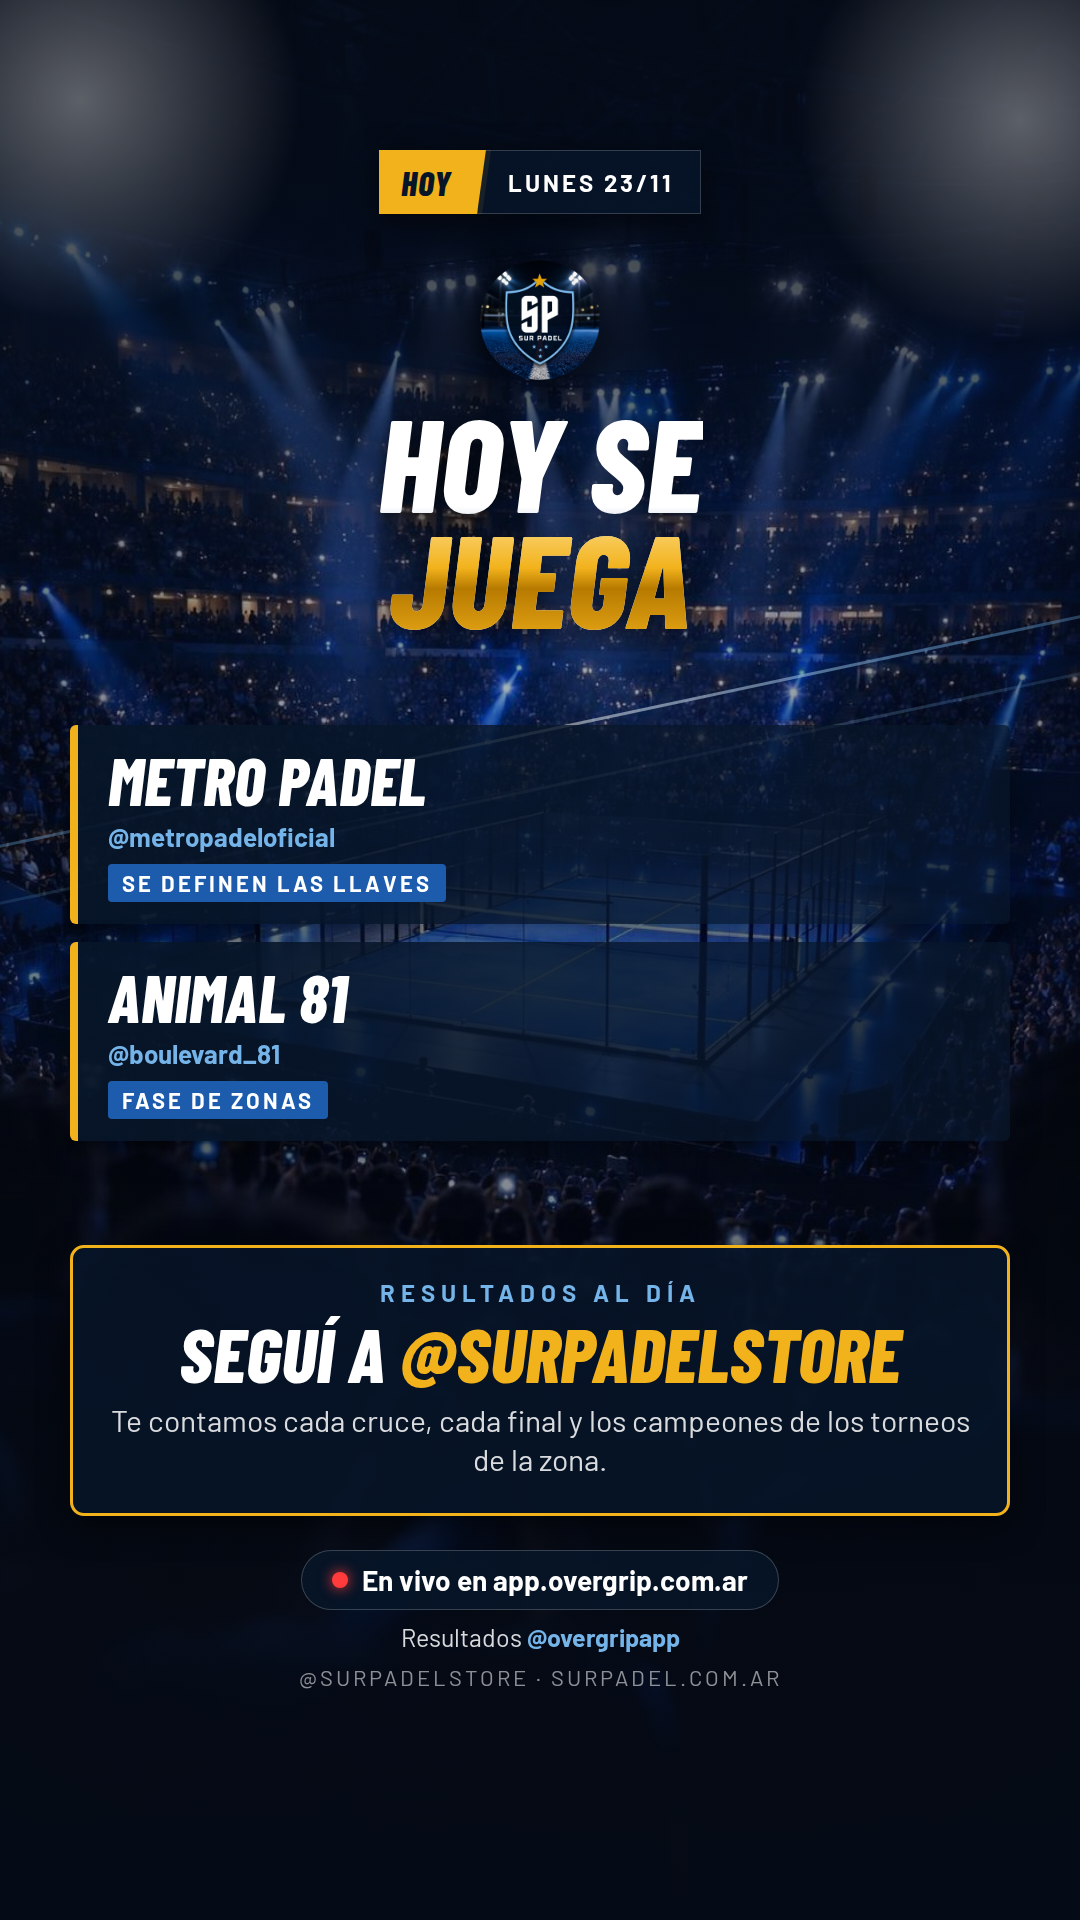 HOY
LUNES 23/11
SP
SUR PADEL
HOY SE
JUEGA
METRO PADEL
@metropadeloficial
SE DEFINEN LAS LLAVES
ANIMAL 81
@boulevard_81
FASE DE ZONAS
RESULTADOS AL DÍA
SEGUÍ A @SURPADELSTORE
Te contamos cada cruce, cada final y los campeones de los torneos
de la zona.
En vivo en app.overgrip.com.ar
Resultados @overgripapp
@SURPADELSTORE · SURPADEL.COM.AR